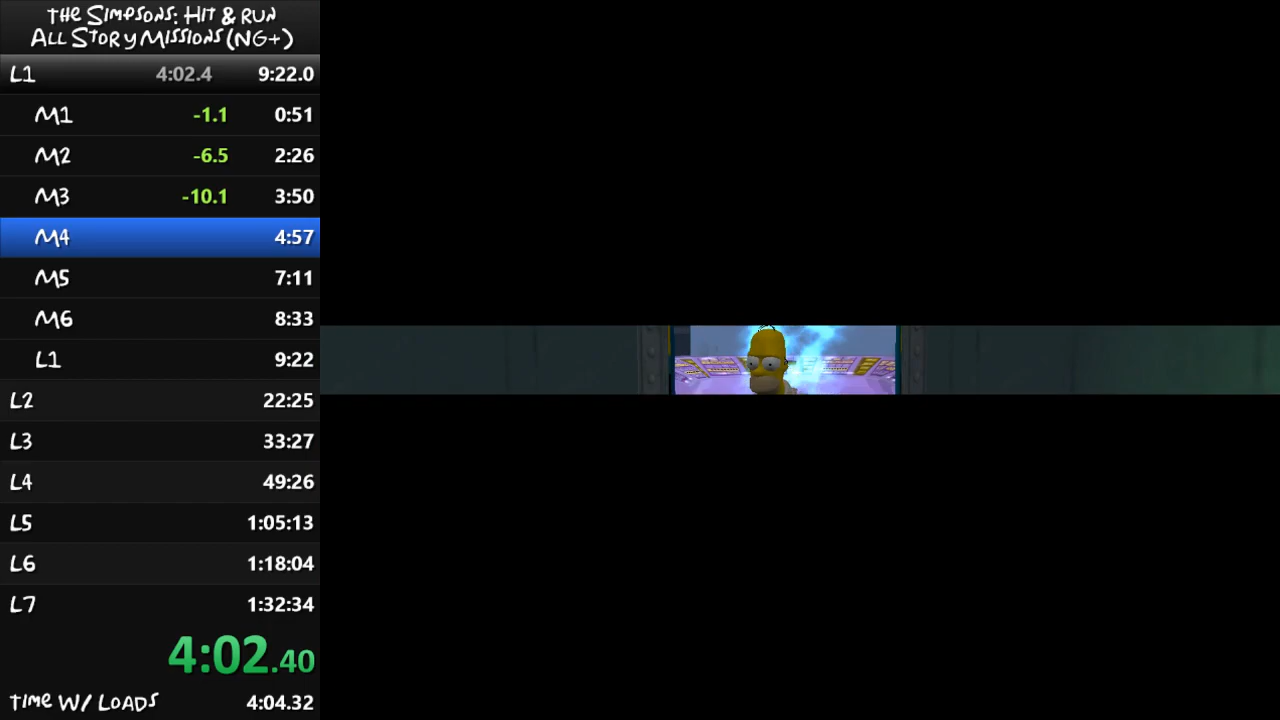 The Simpsons: Hit & Run
All Story Missions (NG+)
L1 4:02.4 9:22.0
M1 -1.1 0:51
M2 -6.5 2:26
M3 -10.1 3:50
M4 4:57
M5 7:11
M6 8:33
L1 9:22
L2 22:25
L3 33:27
L4 49:26
L5 1:05:13
L6 1:18:04
L7 1:32:34
4:02.40
Time W/ Loads 4:04.32